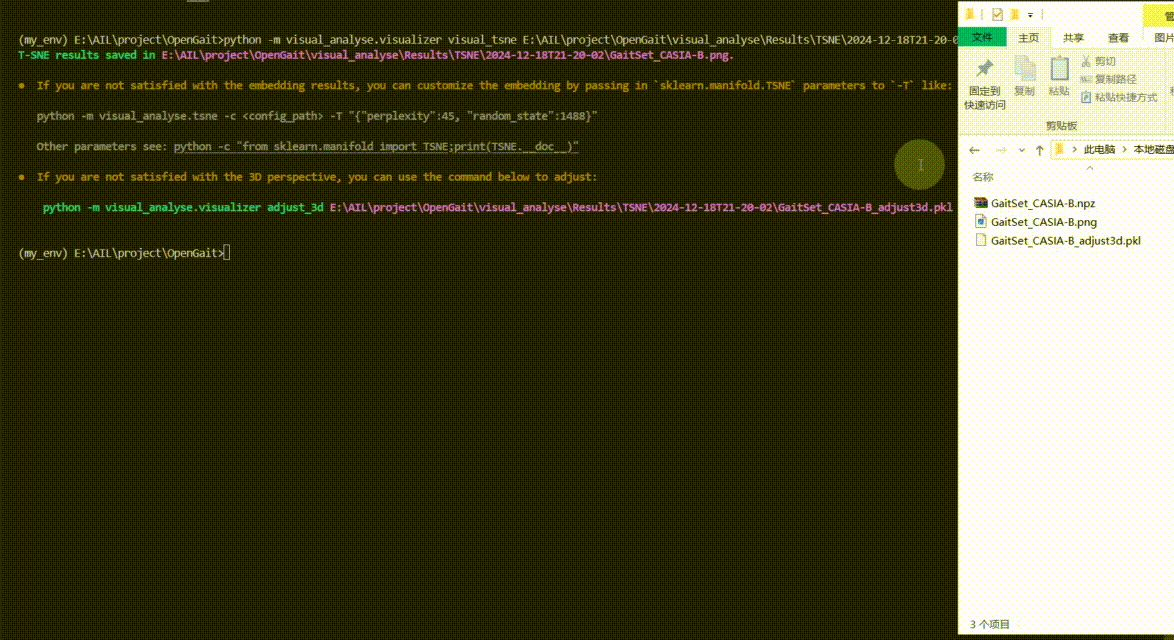 (my_env) E:\AIL\project\OpenGait>python -m visual_analyse.visualizer visual_tsne E:\AIL\project\OpenGait\visual_analyse\Results\TSNE\2024-12-18T21-20-0
T-SNE results saved in E:\AIL\project\OpenGait\visual_analyse\Results\TSNE\2024-12-18T21-20-02\GaitSet_CASIA-B.png.
● If you are not satisfied with the embedding results, you can customize the embedding by passing in `sklearn.manifold.TSNE` parameters to `-T` like:
python -m visual_analyse.tsne -c <config_path> -T "{"perplexity":45, "random_state":1488}"
Other parameters see: python -c "from sklearn.manifold import TSNE;print(TSNE.__doc__)"
● If you are not satisfied with the 3D perspective, you can use the command below to adjust:
python -m visual_analyse.visualizer adjust_3d E:\AIL\project\OpenGait\visual_analyse\Results\TSNE\2024-12-18T21-20-02\GaitSet_CASIA-B_adjust3d.pkl
(my_env) E:\AIL\project\OpenGait>
文件 主页 共享 查看 图片
固定到快速访问
复制
粘贴
剪切
复制路径
粘贴快捷方式
剪贴板
此电脑 > 本地磁盘
名称
GaitSet_CASIA-B.npz
GaitSet_CASIA-B.png
GaitSet_CASIA-B_adjust3d.pkl
3 个项目